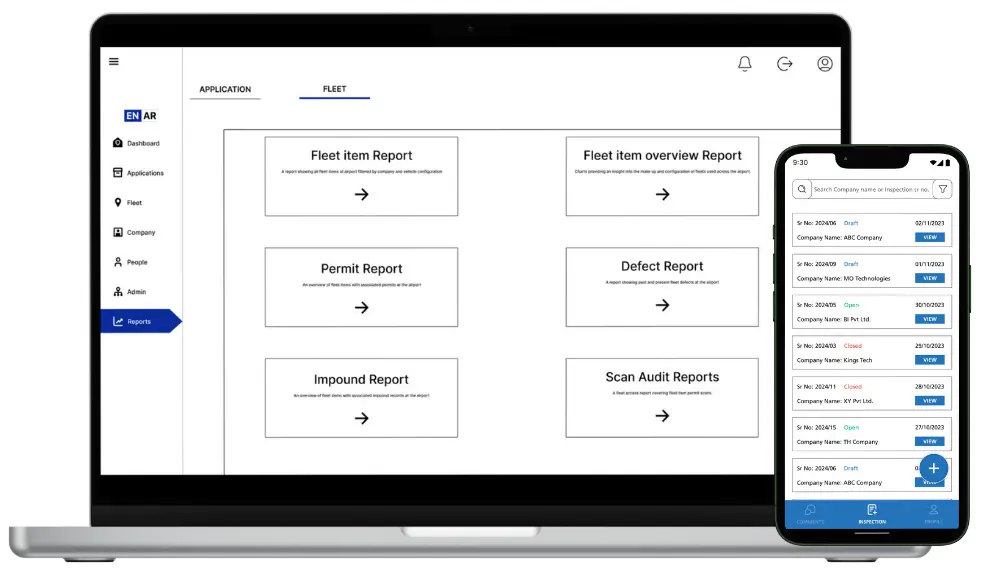 APPLICATION
FLEET
EN AR
Dashboard
Applications
Fleet
Company
People
Admin
Reports
Fleet item Report
A report showing all fleet items at airport filtered by company and vehicle configuration
Fleet item overview Report
Charts providing an insight into the make up and configuration of fleets used across the airport.
Permit Report
An overview of fleet items with associated permits at the airport
Defect Report
A report showing past and present fleet defects at the airport
Impound Report
An overview of fleet items with associated impound records at the airport
Scan Audit Reports
A fleet access report covering fleet item permit scans.
9:30
Search Company name or Inspection sr no.
Sr No: 2024/06 Draft 02/11/2023
Company Name: ABC Company VIEW
Sr No: 2024/09 Draft 01/11/2023
Company Name: MO Technologies VIEW
Sr No: 2024/05 Open 30/10/2023
Company Name: BI Pvt Ltd. VIEW
Sr No: 2024/03 Closed 29/10/2023
Company Name: Kings Tech VIEW
Sr No: 2024/11 Closed 28/10/2023
Company Name: XY Pvt Ltd. VIEW
Sr No: 2024/15 Open 27/10/2023
Company Name: TH Company VIEW
Sr No: 2024/06 Draft
Company Name: ABC Company VIEW
COMMENTS INSPECTION PROFILE